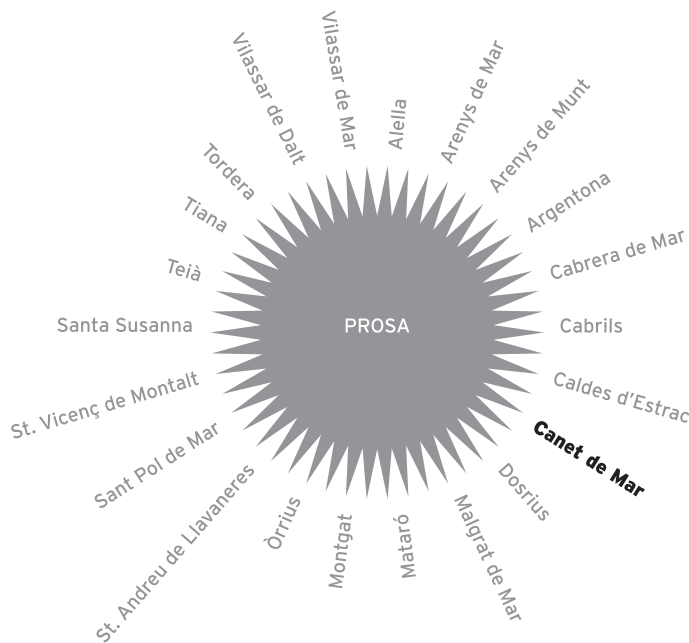 Alella
Arenys de Mar
Arenys de Munt
Argentona
Cabrera de Mar
Cabrils
Caldes d'Estrac
Canet de Mar
Dosrius
Malgrat de Mar
Mataró
Montgat
Òrrius
St. Andreu de Llavaneres
Sant Pol de Mar
St. Vicenç de Montalt
Santa Susanna
Teià
Tiana
Tordera
Vilassar de Dalt
Vilassar de Mar
PROSA